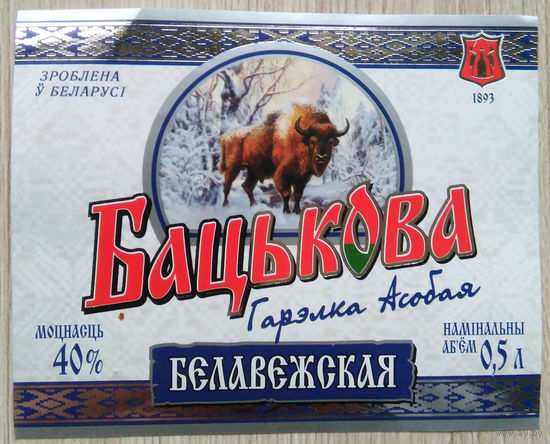 ЗРОБЛЕНА
Ў БЕЛАРУСІ
1893
Бацькова
Гарэлка Асобая
МОЦНАСЦЬ
40%
НАМІНАЛЬНЫ
АБ'ЁМ 0,5 Л
БЕЛАВЕЖСКАЯ